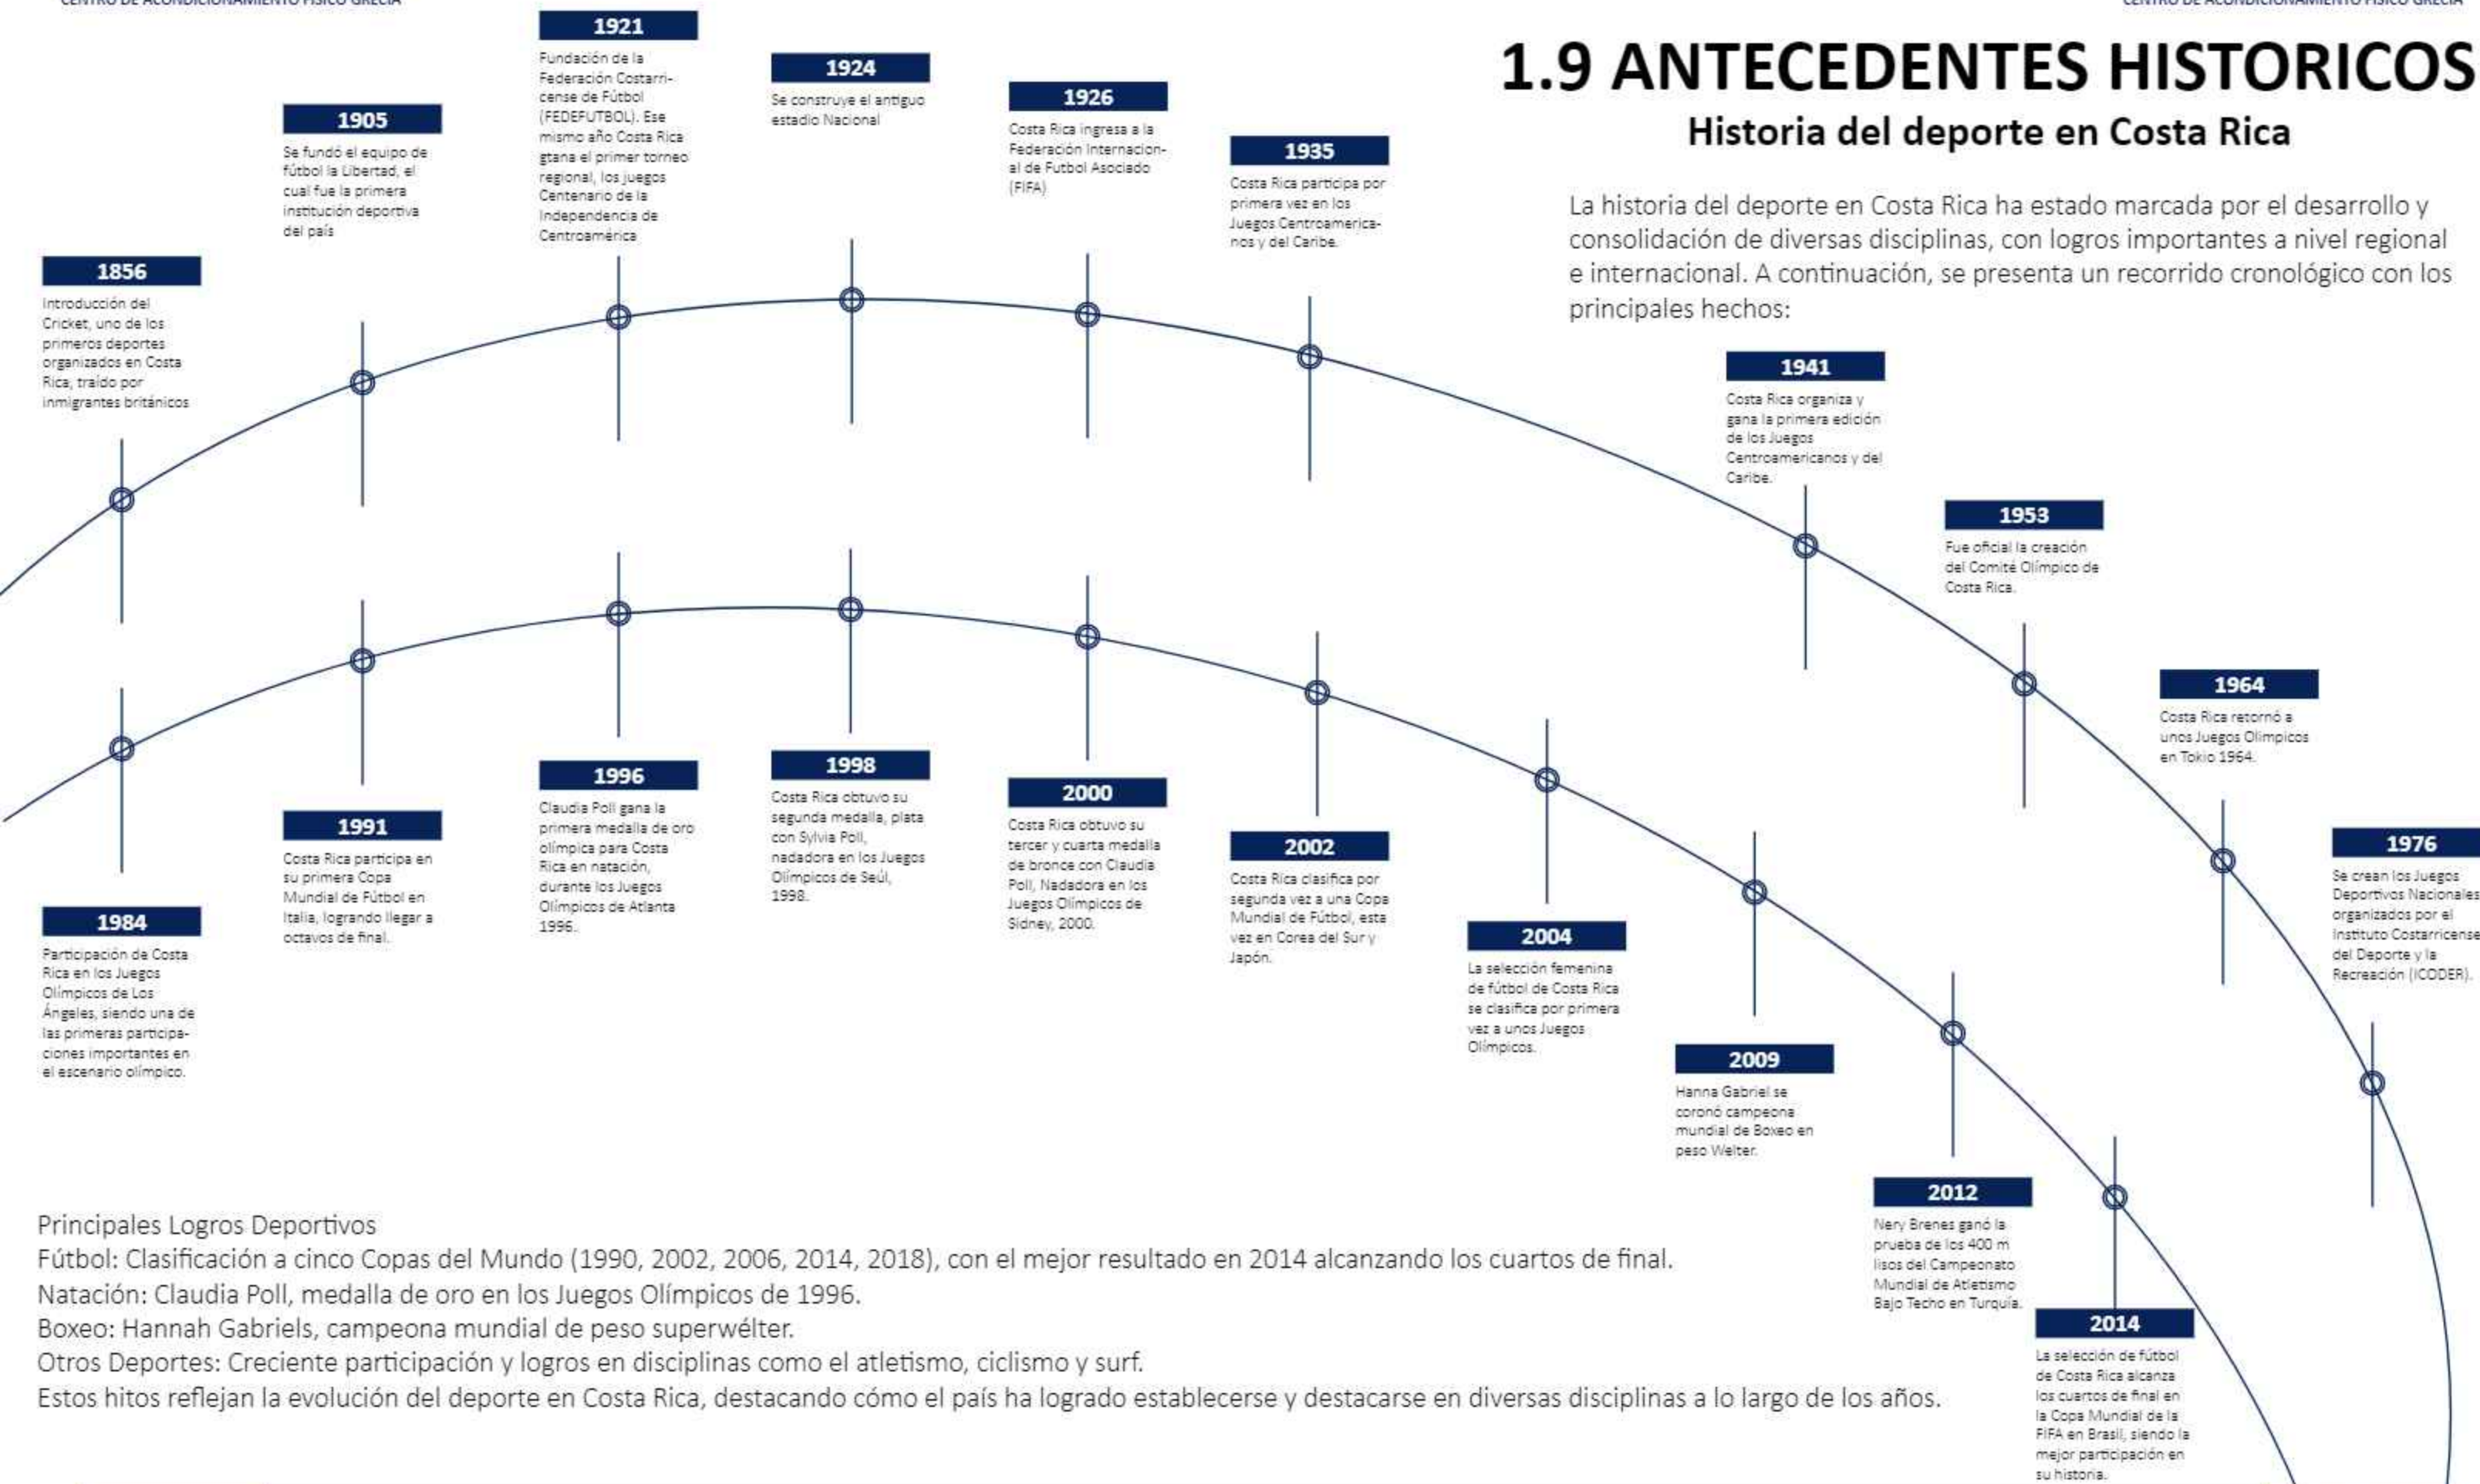 CENTRO DE ACONDICIONAMIENTO FISICO GRECIA
CENTRO DE ACONDICIONAMIENTO FISICO GRECIA
1.9 ANTECEDENTES HISTORICOS
Historia del deporte en Costa Rica
La historia del deporte en Costa Rica ha estado marcada por el desarrollo y
consolidación de diversas disciplinas, con logros importantes a nivel regional
e internacional. A continuación, se presenta un recorrido cronológico con los
principales hechos:
1856
Introducción del
Cricket, uno de los
primeros deportes
organizados en Costa
Rica, traído por
inmigrantes británicos
1905
Se fundó el equipo de
fútbol la Libertad, el
cual fue la primera
institución deportiva
del país
1921
Fundación de la
Federación Costarri-
cense de Fútbol
(FEDEFUTBOL). Ese
mismo año Costa Rica
gtana el primer torneo
regional, los juegos
Centenario de la
Independencia de
Centroamérica
1924
Se construye el antiguo
estadio Nacional
1926
Costa Rica ingresa a la
Federación Internacion-
al de Futbol Asociado
(FIFA)
1935
Costa Rica participa por
primera vez en los
Juegos Centroamerica-
nos y del Caribe.
1941
Costa Rica organiza y
gana la primera edición
de los Juegos
Centroamericanos y del
Caribe.
1953
Fue oficial la creación
del Comité Olímpico de
Costa Rica.
1964
Costa Rica retornó a
unos Juegos Olimpicos
en Tokio 1964.
1976
Se crean los Juegos
Deportivos Nacionales
organizados por el
Instituto Costarricense
del Deporte y la
Recreación (ICODER).
1984
Participación de Costa
Rica en los Juegos
Olímpicos de Los
Ángeles, siendo una de
las primeras participa-
ciones importantes en
el escenario olímpico.
1991
Costa Rica participa en
su primera Copa
Mundial de Fútbol en
Italia, logrando llegar a
octavos de final.
1996
Claudia Poll gana la
primera medalla de oro
olímpica para Costa
Rica en natación,
durante los Juegos
Olímpicos de Atlanta
1996.
1998
Costa Rica obtuvo su
segunda medalla, plata
con Sylvia Poll,
nadadora en los Juegos
Olímpicos de Seúl,
1998.
2000
Costa Rica obtuvo su
tercer y cuarta medalla
de bronce con Claudia
Poll, Nadadora en los
Juegos Olímpicos de
Sidney, 2000.
2002
Costa Rica clasifica por
segunda vez a una Copa
Mundial de Fútbol, esta
vez en Corea del Sur y
Japón.
2004
La selección femenina
de fútbol de Costa Rica
se clasifica por primera
vez a unos Juegos
Olímpicos.
2009
Hanna Gabriel se
coronó campeona
mundial de Boxeo en
peso Welter.
2012
Nery Brenes ganó la
prueba de los 400 m
lisos del Campeonato
Mundial de Atletismo
Bajo Techo en Turquía.
2014
La selección de fútbol
de Costa Rica alcanza
los cuartos de final en
la Copa Mundial de la
FIFA en Brasil, siendo la
mejor participación en
su historia.
Principales Logros Deportivos
Fútbol: Clasificación a cinco Copas del Mundo (1990, 2002, 2006, 2014, 2018), con el mejor resultado en 2014 alcanzando los cuartos de final.
Natación: Claudia Poll, medalla de oro en los Juegos Olímpicos de 1996.
Boxeo: Hannah Gabriels, campeona mundial de peso superwélter.
Otros Deportes: Creciente participación y logros en disciplinas como el atletismo, ciclismo y surf.
Estos hitos reflejan la evolución del deporte en Costa Rica, destacando cómo el país ha logrado establecerse y destacarse en diversas disciplinas a lo largo de los años.